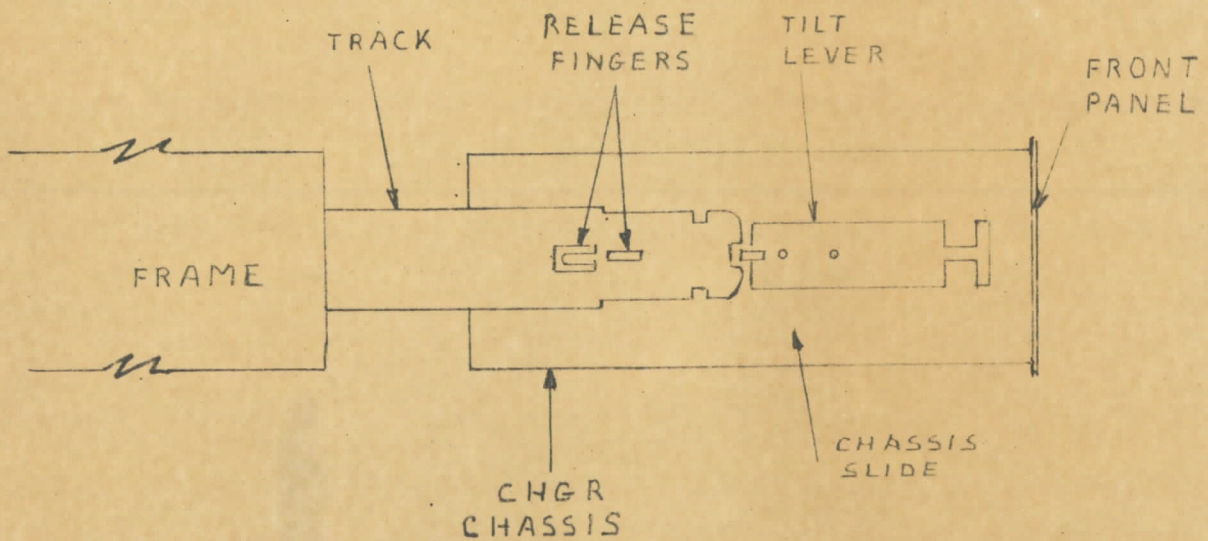 TRACK
RELEASE
FINGERS
TILT
LEVER
FRONT
PANEL
FRAME
CHASSIS
SLIDE
CHGR
CHASSIS